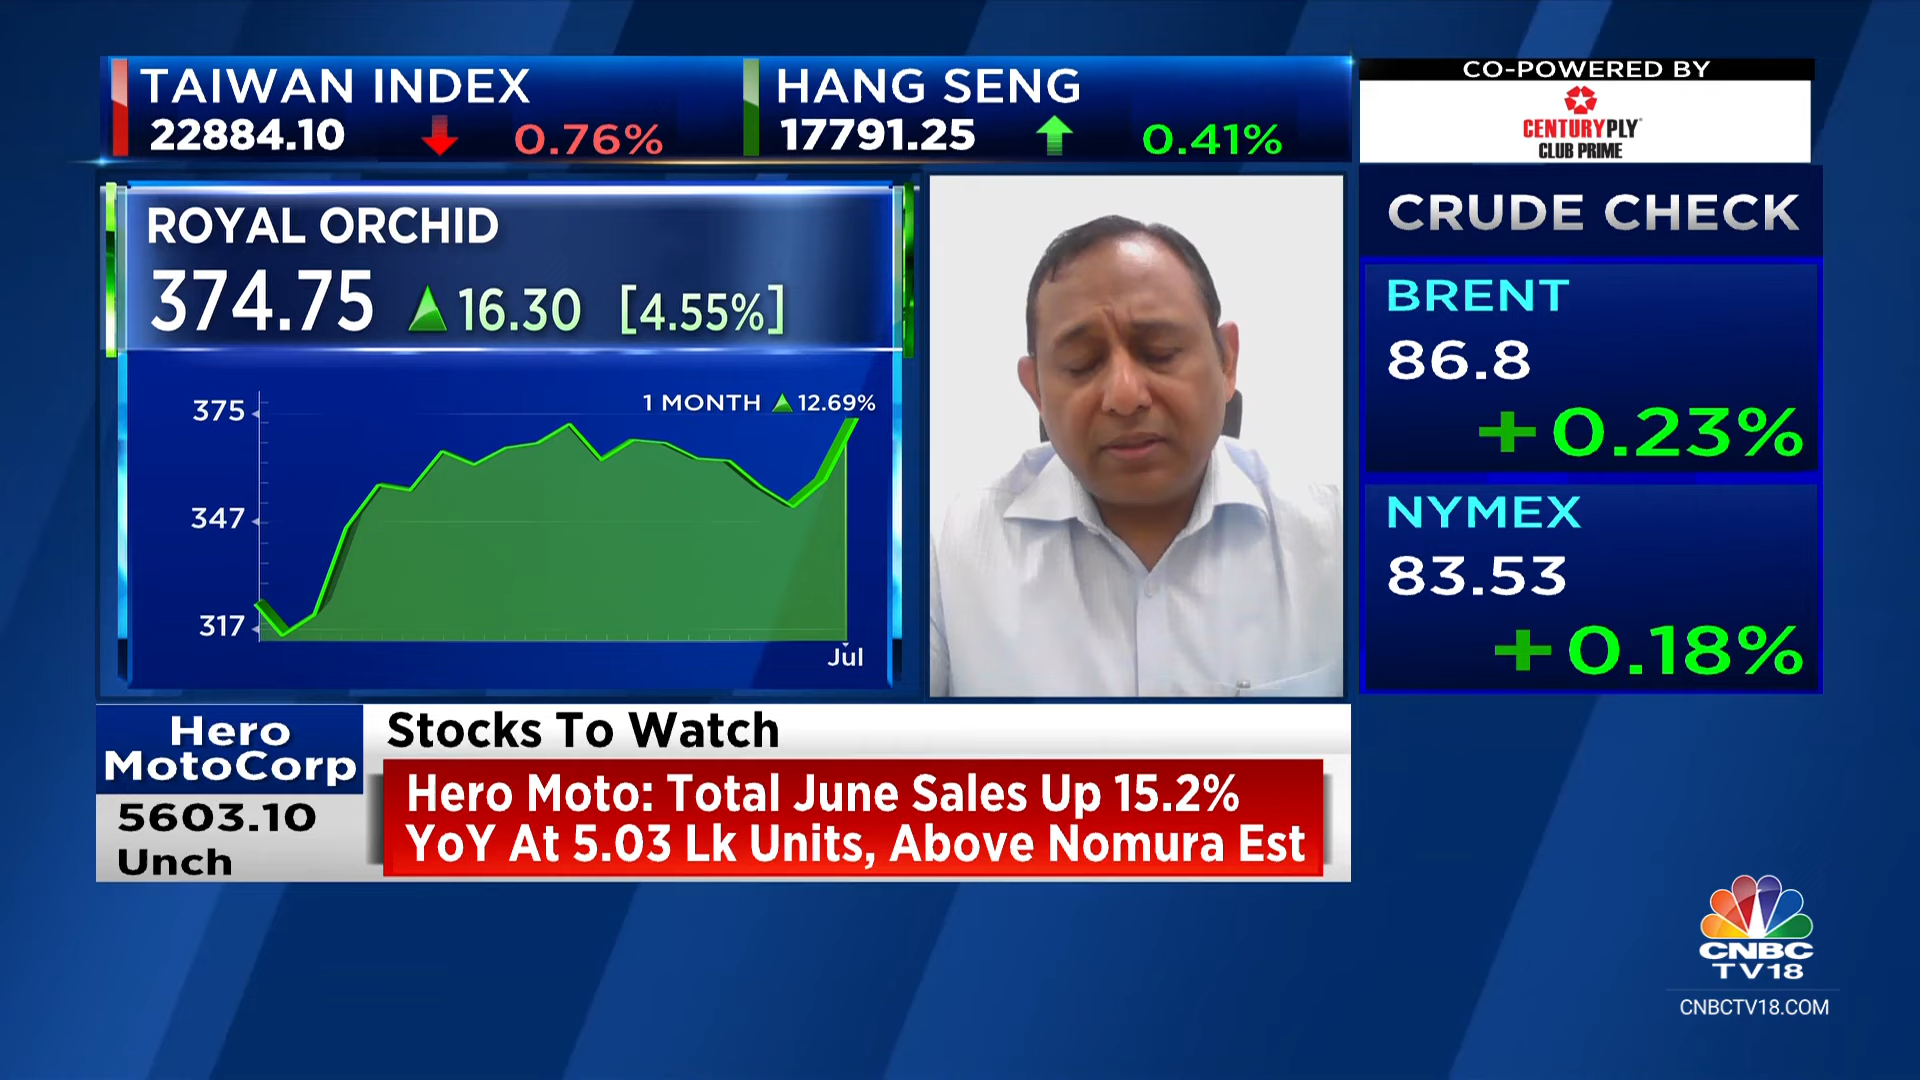 TAIWAN INDEX
22884.10 0.76%
HANG SENG
17791.25 0.41%
CO-POWERED BY
CENTURYPLY
CLUB PRIME
ROYAL ORCHID
374.75 ▲ 16.30 [4.55%]
1 MONTH ▲ 12.69%
375
347
317
Jul
CRUDE CHECK
BRENT
86.8
+0.23%
NYMEX
83.53
+0.18%
Hero
MotoCorp
5603.10
Unch
Stocks To Watch
Hero Moto: Total June Sales Up 15.2%
YoY At 5.03 Lk Units, Above Nomura Est
CNBC
TV18
CNBCTV18.COM